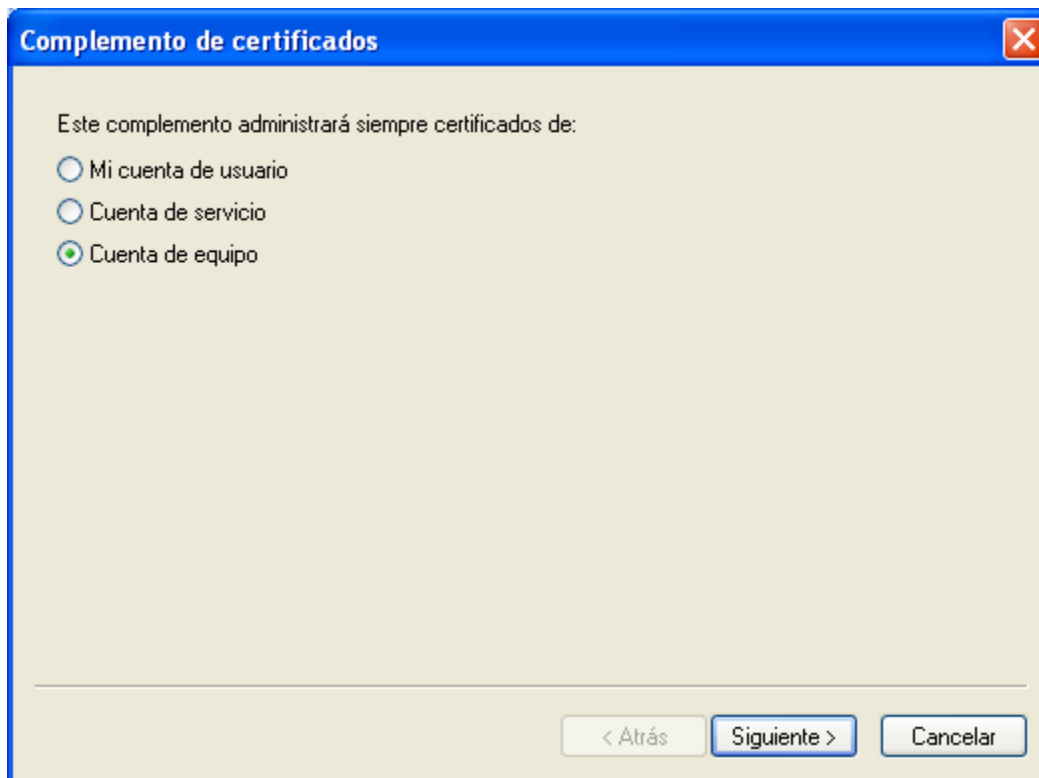 Complemento de certificados
Este complemento administrará siempre certificados de:
Mi cuenta de usuario
Cuenta de servicio
Cuenta de equipo
< Atrás Siguiente > Cancelar